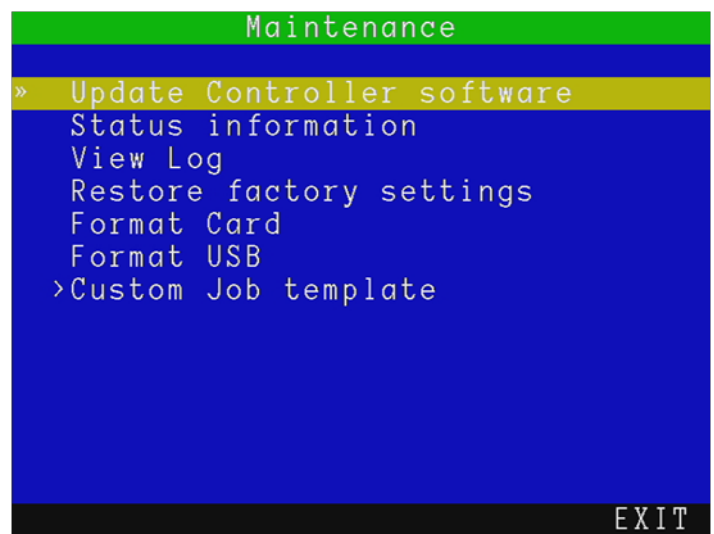 Maintenance
» Update Controller software
Status information
View Log
Restore factory settings
Format Card
Format USB
>Custom Job template
EXIT